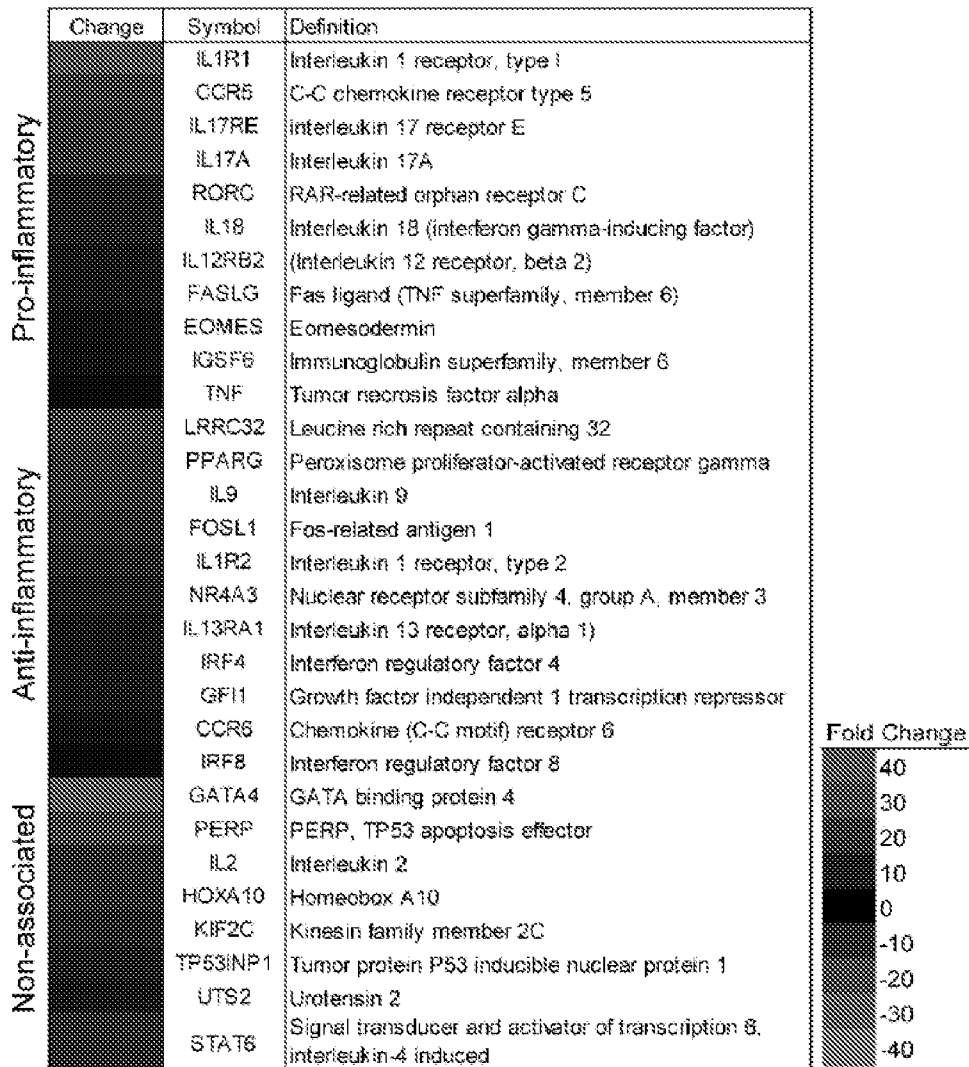 Change Symbol Definition
Pro-inflammatory
IL1R1 Interleukin 1 receptor, type I
CCR5 C-C chemokine receptor type 5
IL17RE interleukin 17 receptor E
IL17A Interleukin 17A
RORC RAR-related orphan receptor C
IL18 Interleukin 18 (interferon gamma-inducing factor)
IL12RB2 (Interleukin 12 receptor, beta 2)
FASLG Fas ligand (TNF superfamily, member 6)
EOMES Eomesodermin
IGSF6 Immunoglobulin superfamily, member 6
TNF Tumor necrosis factor alpha
Anti-inflammatory
LRRC32 Leucine rich repeat containing 32
PPARG Peroxisome proliferator-activated receptor gamma
IL9 Interleukin 9
FOSL1 Fos-related antigen 1
IL1R2 Interleukin 1 receptor, type 2
NR4A3 Nuclear receptor subfamily 4, group A, member 3
IL13RA1 Interleukin 13 receptor, alpha 1)
IRF4 Interferon regulatory factor 4
GFI1 Growth factor independent 1 transcription repressor
CCR6 Chemokine (C-C motif) receptor 6
IRF8 Interferon regulatory factor 8
Non-associated
GATA4 GATA binding protein 4
PERP PERP, TP53 apoptosis effector
IL2 Interleukin 2
HOXA10 Homeobox A10
KIF2C Kinesin family member 2C
TP53INP1 Tumor protein P53 inducible nuclear protein 1
UTS2 Urotensin 2
STAT6 Signal transducer and activator of transcription 6,
interleukin-4 induced
Fold Change
40
30
20
10
0
-10
-20
-30
-40